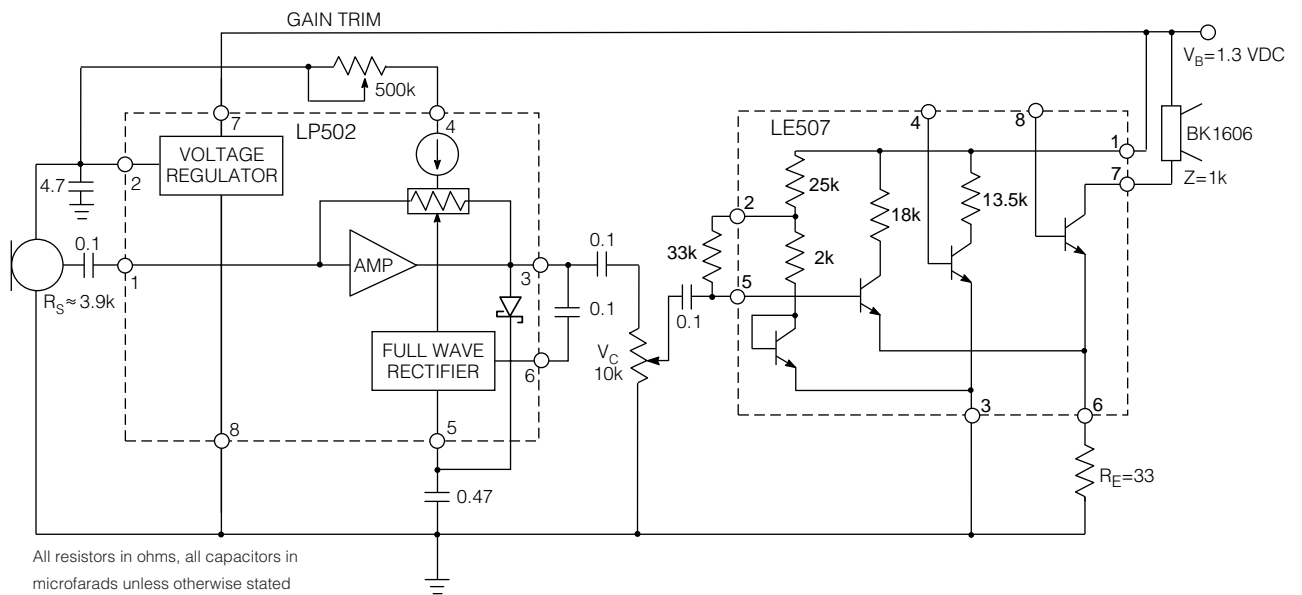 GAIN TRIM
V_B=1.3 VDC
500k
7
4
LP502
4
8
LE507
BK1606
VOLTAGE
REGULATOR
2
1
7
Z=1k
4.7
25k
18k
13.5k
2
0.1
33k
2k
0.1
AMP
1
3
5
R_S≈3.9k
0.1
0.1
FULL WAVE
RECTIFIER
V_C
10k
6
3
6
8
5
0.47
R_E=33
All resistors in ohms, all capacitors in
microfarads unless otherwise stated